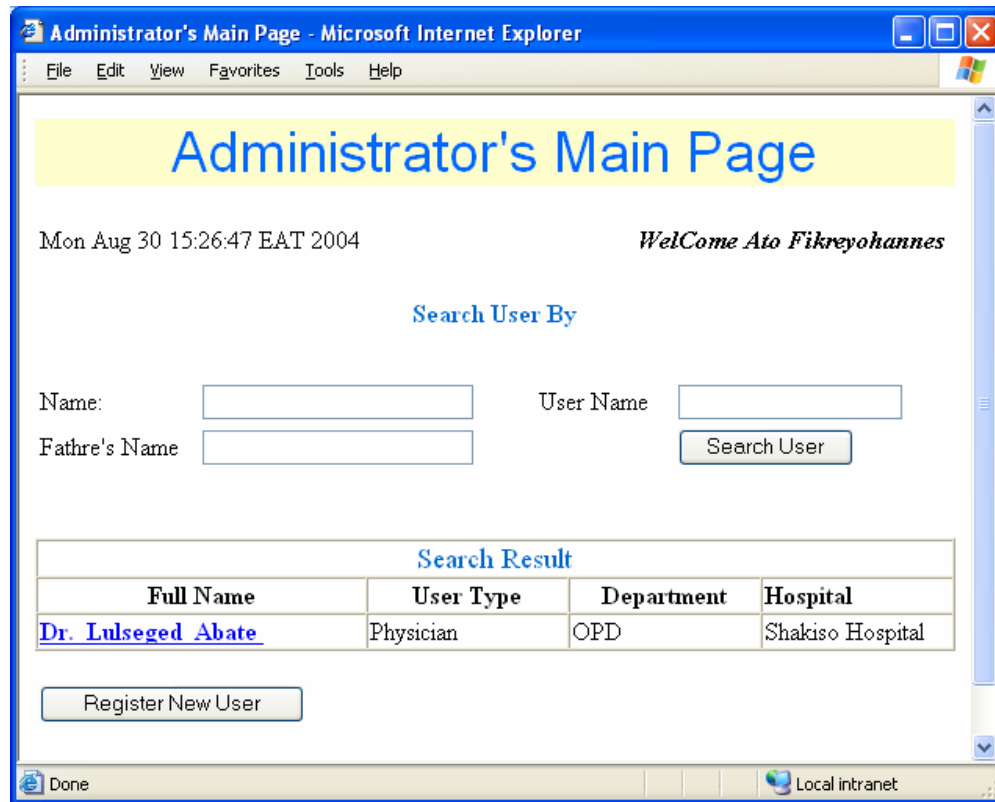 Administrator's Main Page - Microsoft Internet Explorer
File Edit View Favorites Tools Help
Administrator's Main Page
Mon Aug 30 15:26:47 EAT 2004 WelCome Ato Fikreyohannes
Search User By
Name: User Name
Fathre's Name Search User
Search Result
Full Name User Type Department Hospital
Dr. Lulseged Abate Physician OPD Shakiso Hospital
Register New User
Done Local intranet